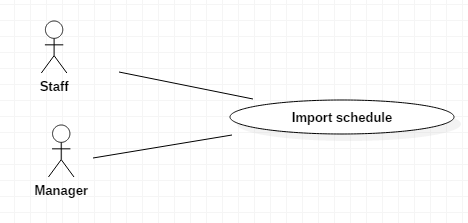 Staff
Import schedule
Manager